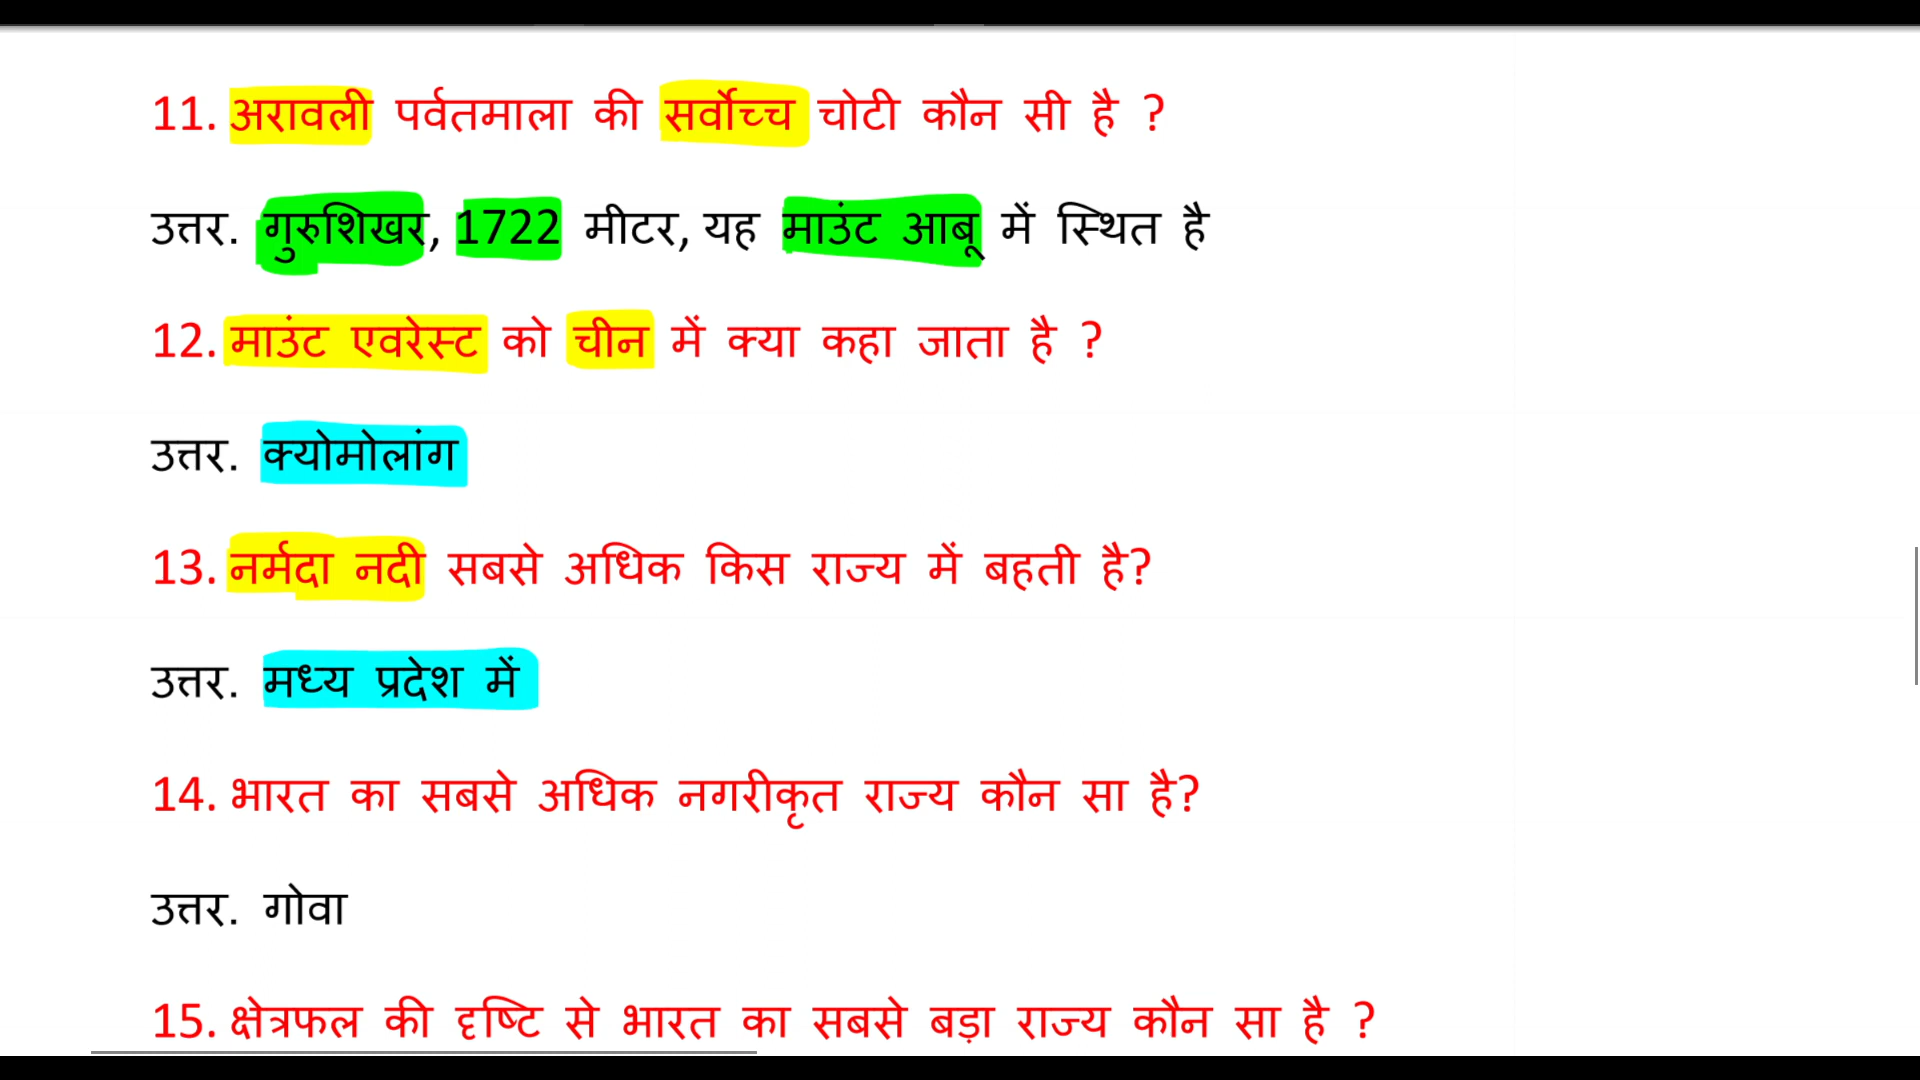 11. अरावली पर्वतमाला की सर्वोच्च चोटी कौन सी है ?
उत्तर. गुरुशिखर, 1722 मीटर, यह माउंट आबू में स्थित है
12. माउंट एवरेस्ट को चीन में क्या कहा जाता है ?
उत्तर. क्योमोलांग
13. नर्मदा नदी सबसे अधिक किस राज्य में बहती है?
उत्तर. मध्य प्रदेश में
14. भारत का सबसे अधिक नगरीकृत राज्य कौन सा है?
उत्तर. गोवा
15. क्षेत्रफल की दृष्टि से भारत का सबसे बड़ा राज्य कौन सा है ?